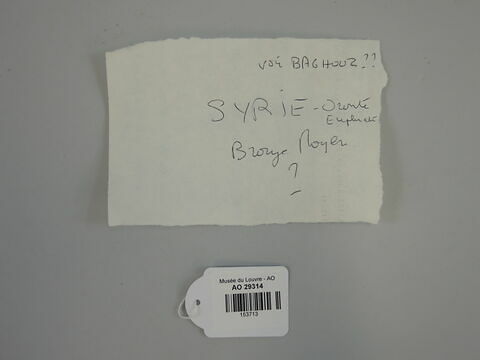 voir BAGHOUZ??
SYRIE - Oronte
Euphrate
Bronze Moyen
?
Musée du Louvre - AO
AO 29314
153713